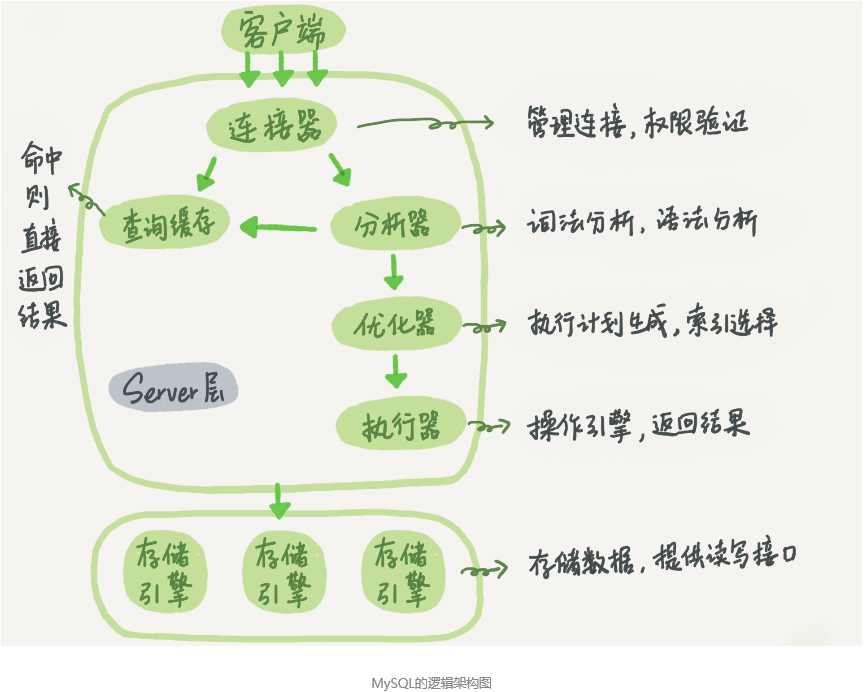 客户端
连接器
管理连接，权限验证
命中
则
直接
返回
结果
查询缓存
分析器
词法分析，语法分析
优化器
执行计划生成，索引选择
Server层
执行器
操作引擎，返回结果
存储
引擎
存储
引擎
存储
引擎
存储数据，提供读写接口
MySQL的逻辑架构图